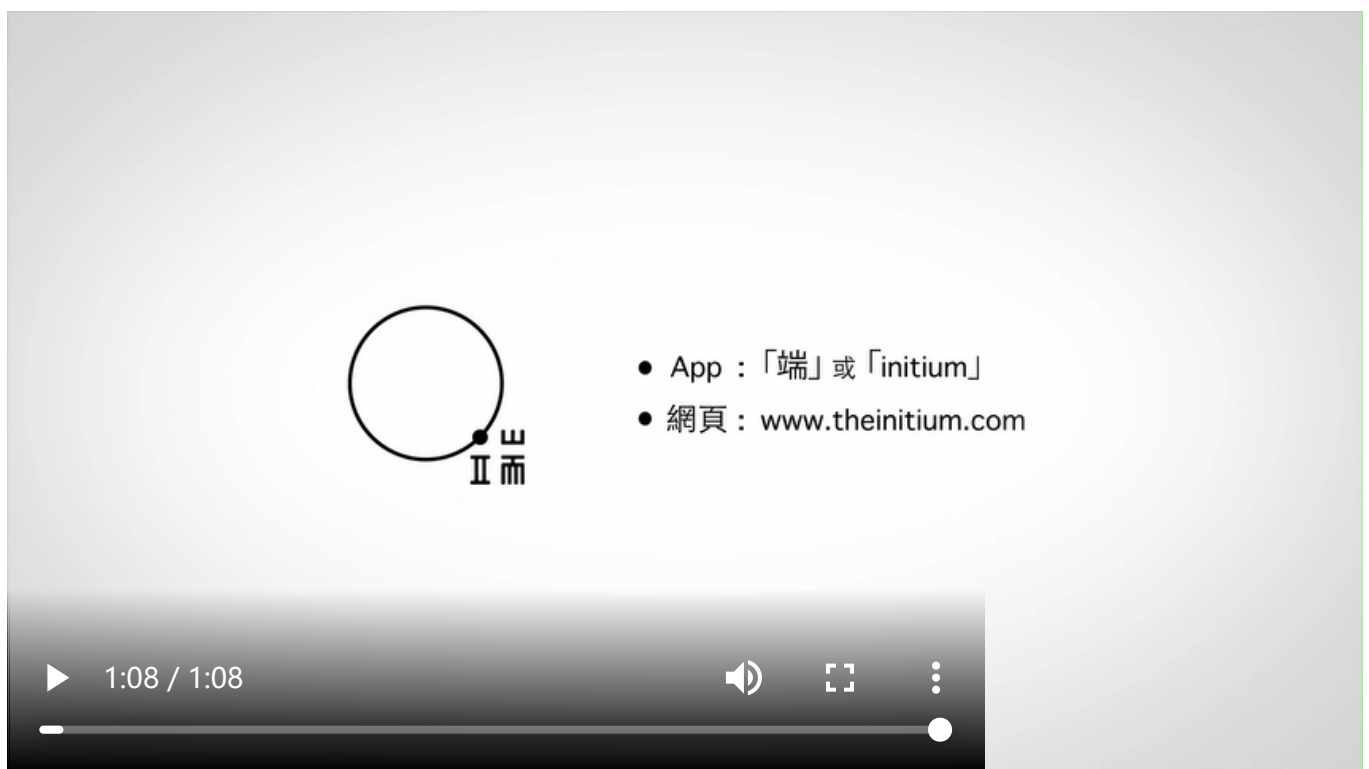 端
● App：「端」或「initium」
● 網頁：www.theinitium.com
1:08 / 1:08